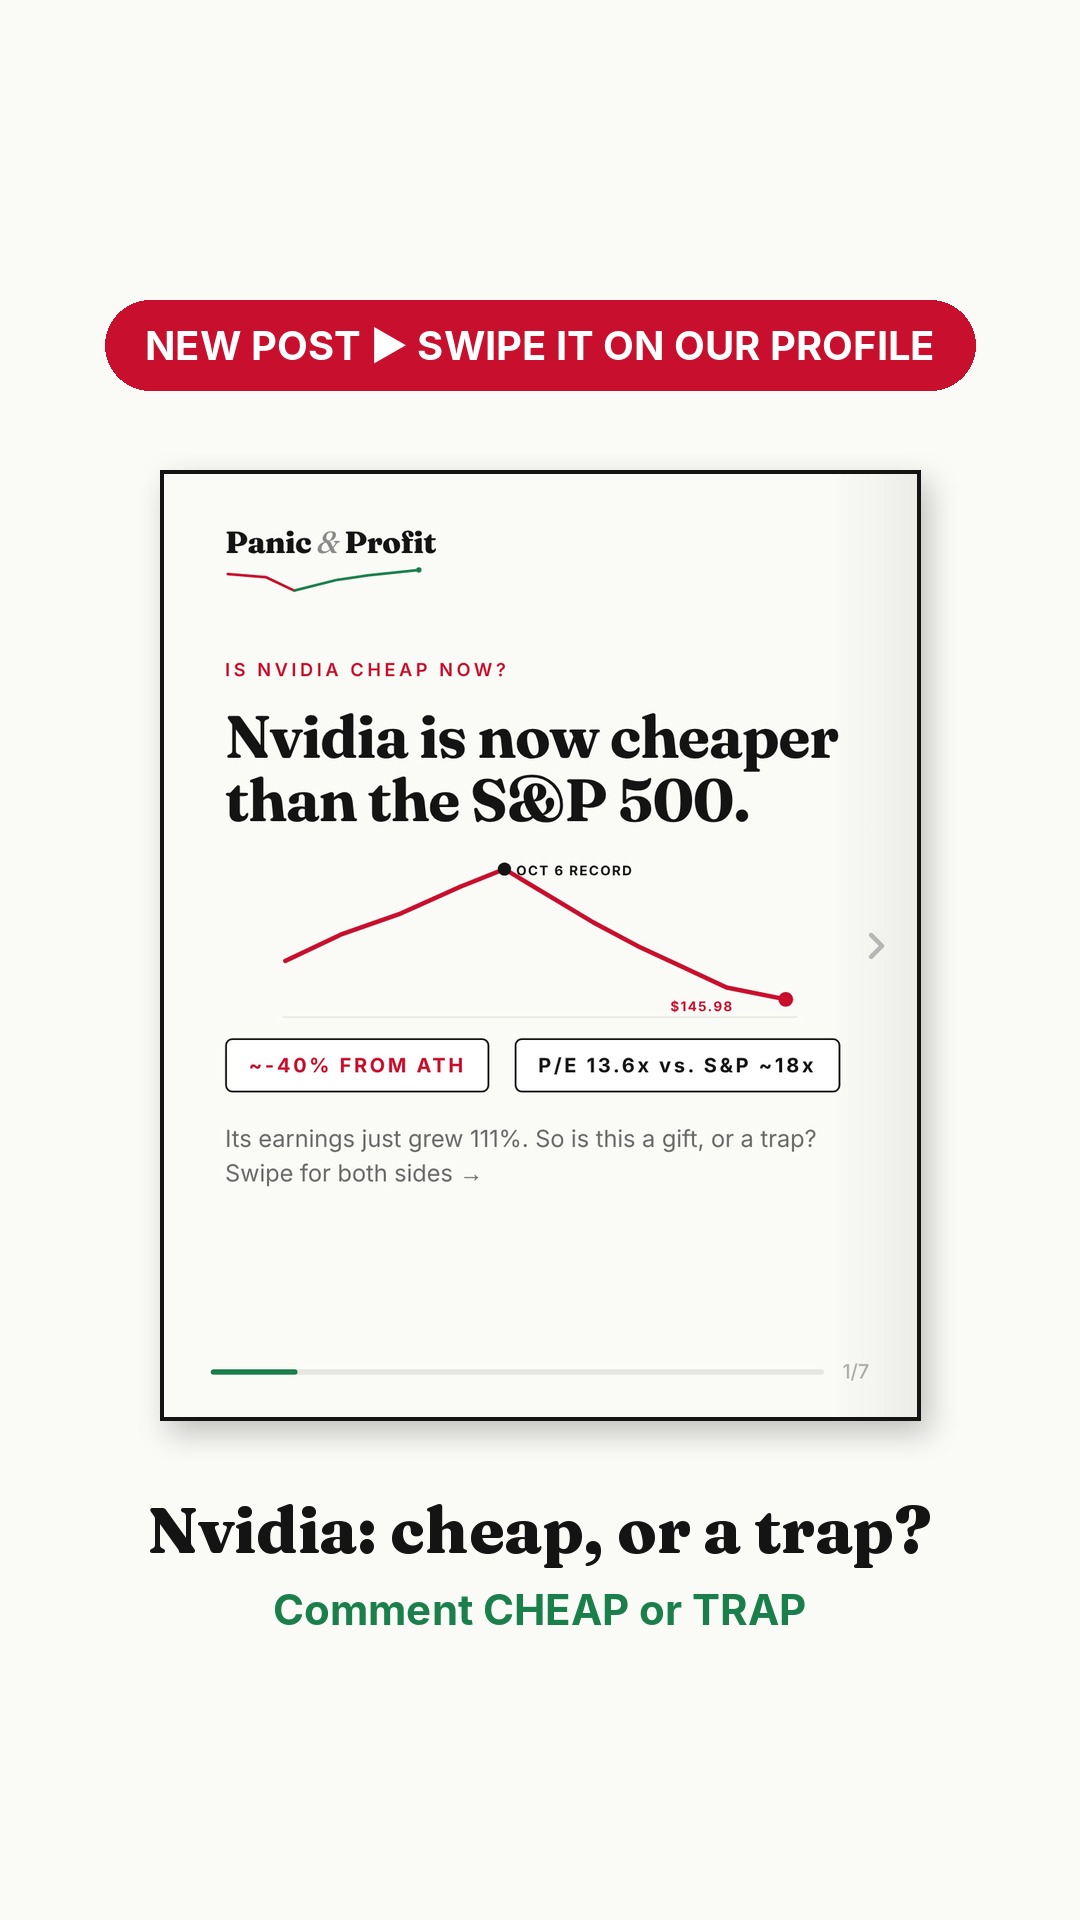 NEW POST ▶ SWIPE IT ON OUR PROFILE
Panic & Profit
IS NVIDIA CHEAP NOW?
Nvidia is now cheaper
than the S&P 500.
OCT 6 RECORD
$145.98
~-40% FROM ATH
P/E 13.6x vs. S&P ~18x
Its earnings just grew 111%. So is this a gift, or a trap?
Swipe for both sides →
1/7
Nvidia: cheap, or a trap?
Comment CHEAP or TRAP